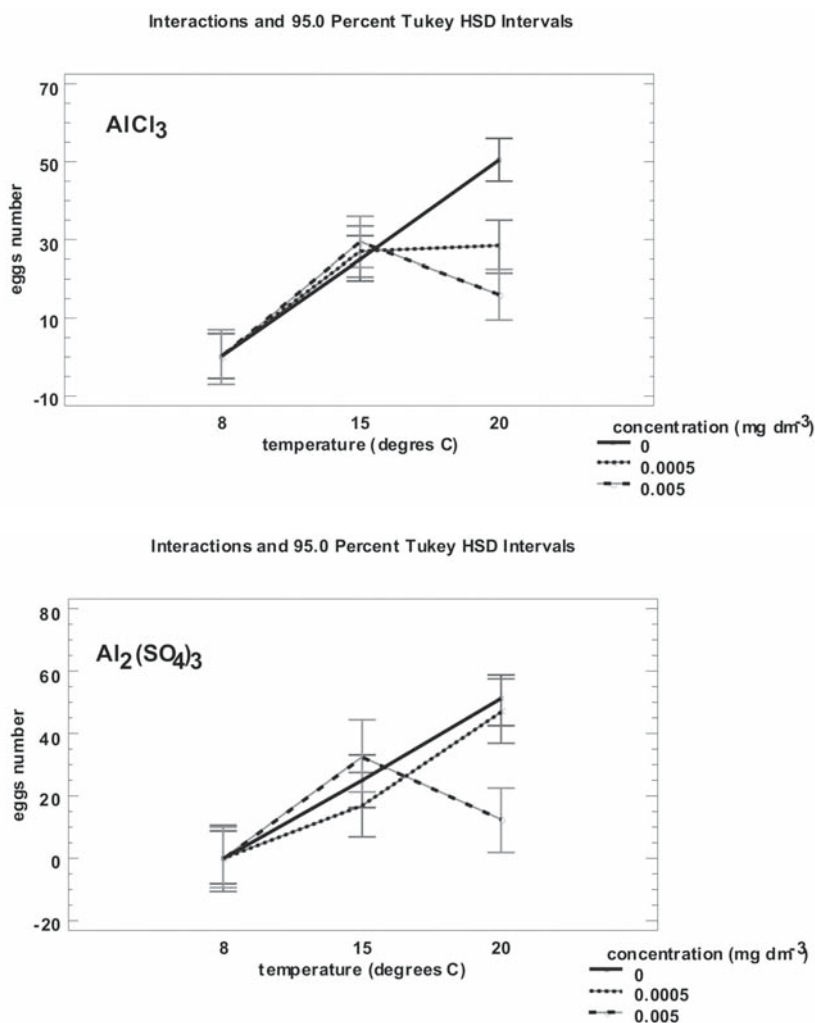 Interactions and 95.0 Percent Tukey HSD Intervals
AlCl3
eggs number
70
50
30
10
-10
8 15 20
temperature (degres C)
concentration (mg dm-3)
0
0.0005
0.005
Interactions and 95.0 Percent Tukey HSD Intervals
Al2(SO4)3
eggs number
80
60
40
20
0
-20
8 15 20
temperature (degrees C)
concentration (mg dm-3)
0
0.0005
0.005